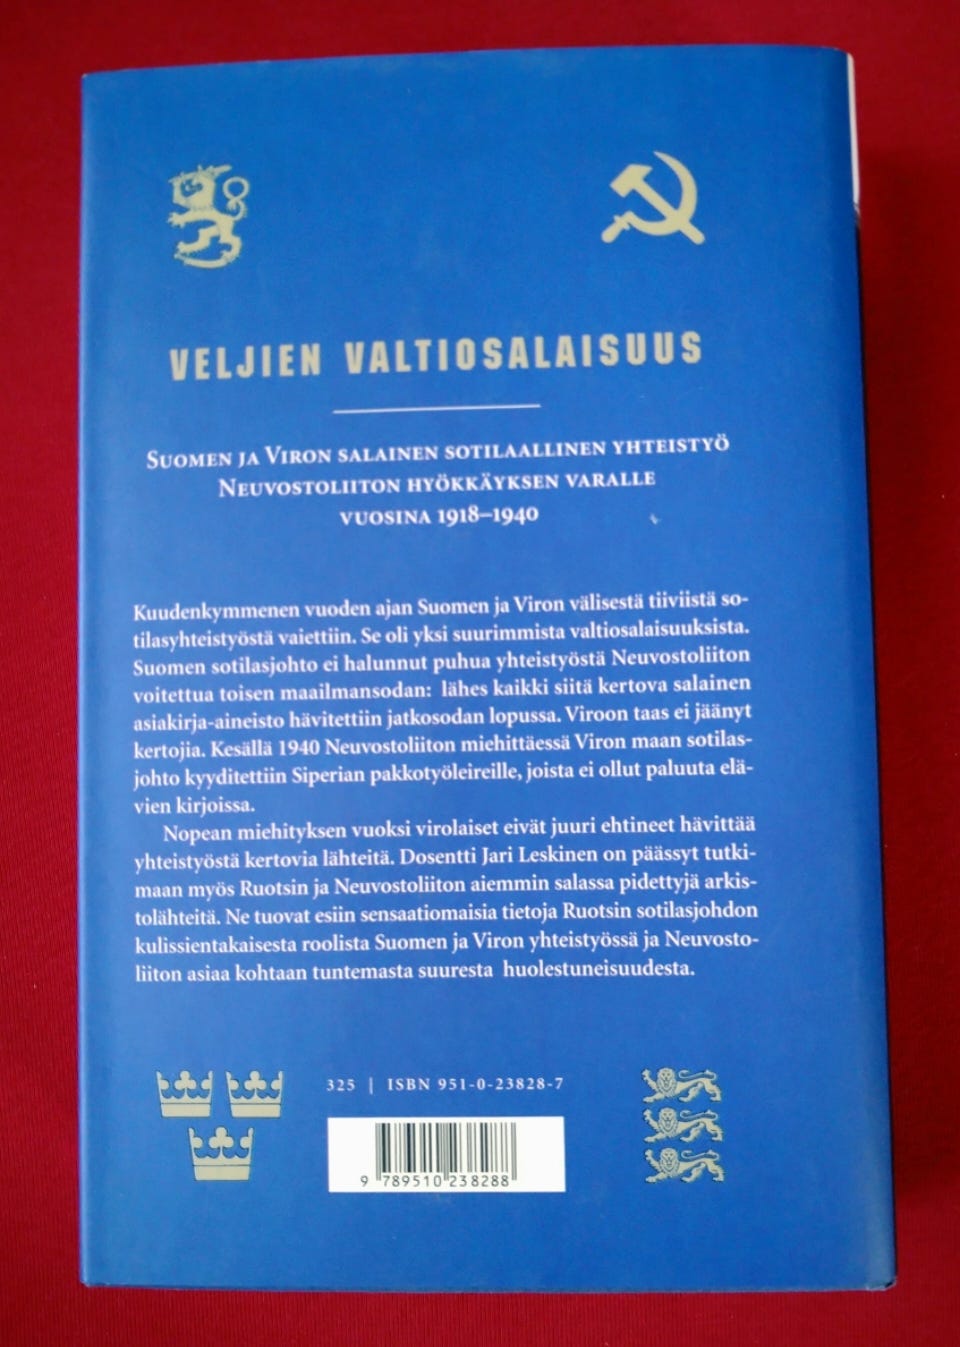 VELJIEN VALTIOSALAISUUS
SUOMEN JA VIRON SALAINEN SOTILAALLINEN YHTEISTYÖ
NEUVOSTOLIITON HYÖKKÄYKSEN VARALLE
VUOSINA 1918–1940
Kuudenkymmenen vuoden ajan Suomen ja Viron välisestä tiiviistä so-
tilasyhteistyöstä vaiettiin. Se oli yksi suurimmista valtiosalaisuuksista.
Suomen sotilasjohto ei halunnut puhua yhteistyöstä Neuvostoliiton
voitettua toisen maailmansodan: lähes kaikki siitä kertova salainen
asiakirja-aineisto hävitettiin jatkosodan lopussa. Viroon taas ei jäänyt
kertojia. Kesällä 1940 Neuvostoliiton miehittäessä Viron maan sotilas-
johto kyyditettiin Siperian pakkotyöleireille, joista ei ollut paluuta elä-
vien kirjoissa.
Nopean miehityksen vuoksi virolaiset eivät juuri ehtineet hävittää
yhteistyöstä kertovia lähteitä. Dosentti Jari Leskinen on päässyt tutki-
maan myös Ruotsin ja Neuvostoliiton aiemmin salassa pidettyjä arkis-
tolähteitä. Ne tuovat esiin sensaatiomaisia tietoja Ruotsin sotilasjohdon
kulissientakaisesta roolista Suomen ja Viron yhteistyössä ja Neuvosto-
liiton asiaa kohtaan tuntemasta suuresta huolestuneisuudesta.
325 | ISBN 951-0-23828-7
9 789510 238288